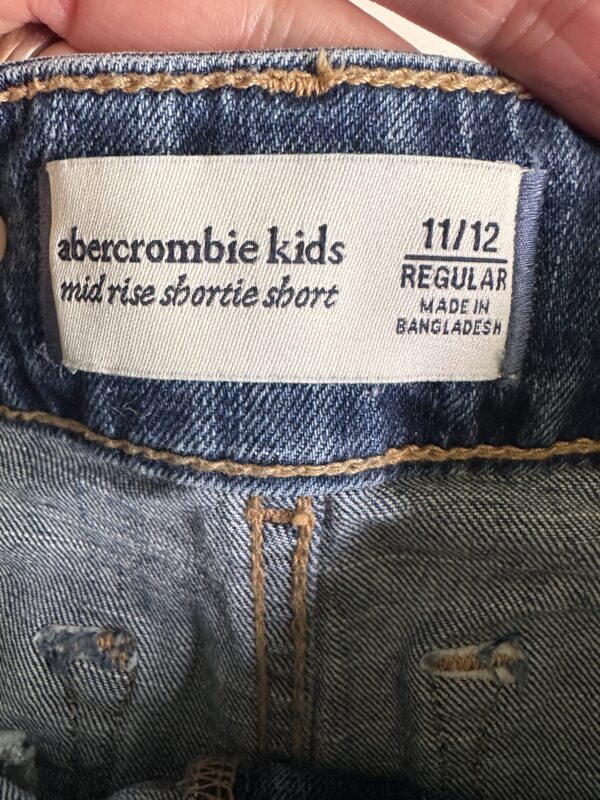 abercrombie kids
mid rise shortie short
11/12
REGULAR
MADE IN
BANGLADESH